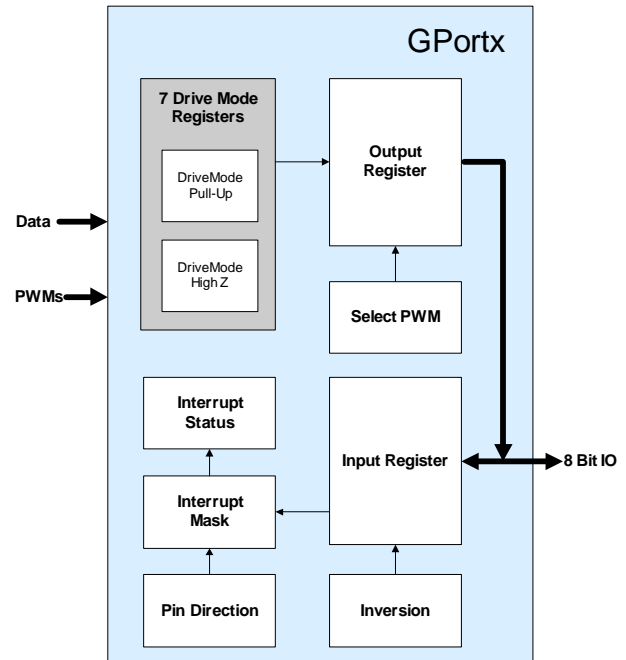 GPortx
7 Drive Mode
Registers
DriveMode
Pull-Up
DriveMode
High Z
Output
Register
Data
PWMs
Select PWM
Interrupt
Status
Input Register
8 Bit IO
Interrupt
Mask
Pin Direction
Inversion